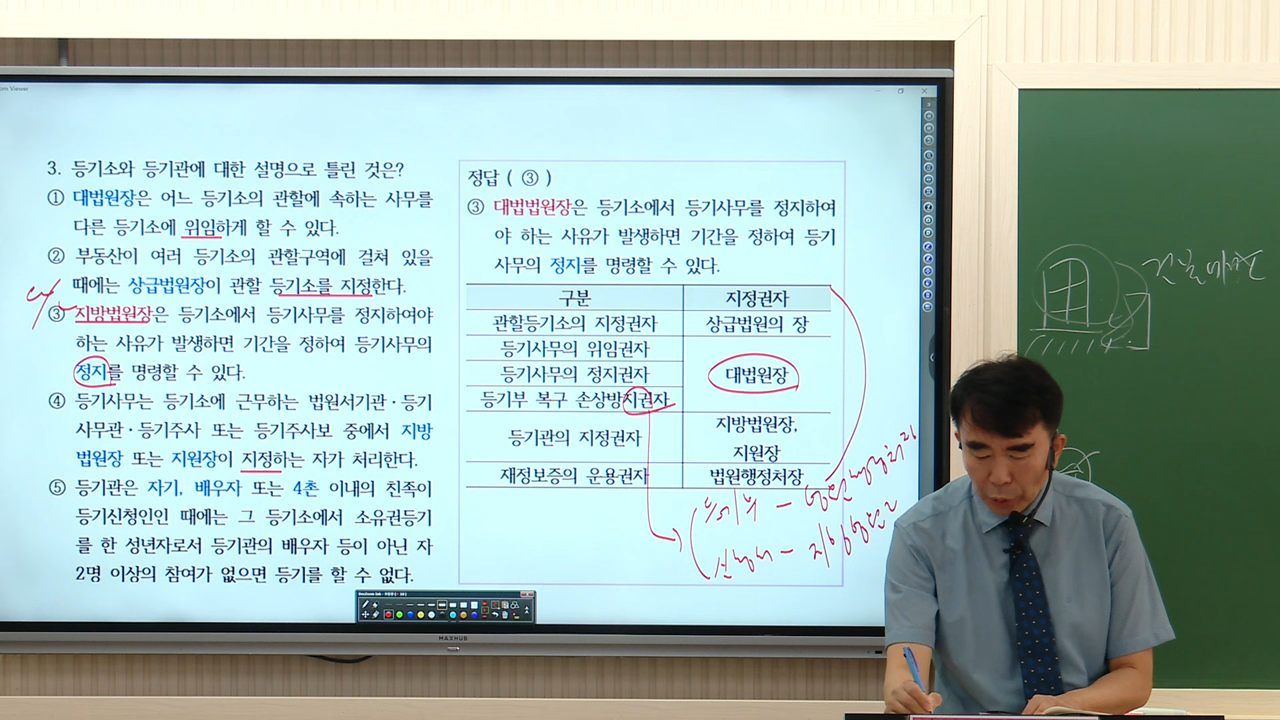 3. 등기소와 등기관에 대한 설명으로 틀린 것은?
① 대법원장은 어느 등기소의 관할에 속하는 사무를
다른 등기소에 위임하게 할 수 있다.
② 부동산이 여러 등기소의 관할구역에 걸쳐 있을
때에는 상급법원장이 관할 등기소를 지정한다.
③ 지방법원장은 등기소에서 등기사무를 정지하여야
하는 사유가 발생하면 기간을 정하여 등기사무의
정지를 명령할 수 있다.
④ 등기사무는 등기소에 근무하는 법원서기관·등기
사무관·등기주사 또는 등기주사보 중에서 지방
법원장 또는 지원장이 지정하는 자가 처리한다.
⑤ 등기관은 자기, 배우자 또는 4촌 이내의 친족이
등기신청인인 때에는 그 등기소에서 소유권등기
를 한 성년자로서 등기관의 배우자 등이 아닌 자
2명 이상의 참여가 없으면 등기를 할 수 없다.
정답 ( ③ )
③ 대법법원장은 등기소에서 등기사무를 정지하여
야 하는 사유가 발생하면 기간을 정하여 등기
사무의 정지를 명령할 수 있다.
구분 지정권자
관할등기소의 지정권자 상급법원의 장
등기사무의 위임권자
등기사무의 정지권자 대법원장
등기부 복구 손상방지권자
등기관의 지정권자 지방법원장,
지원장
재정보증의 운용권자 법원행정처장
MAXHUB